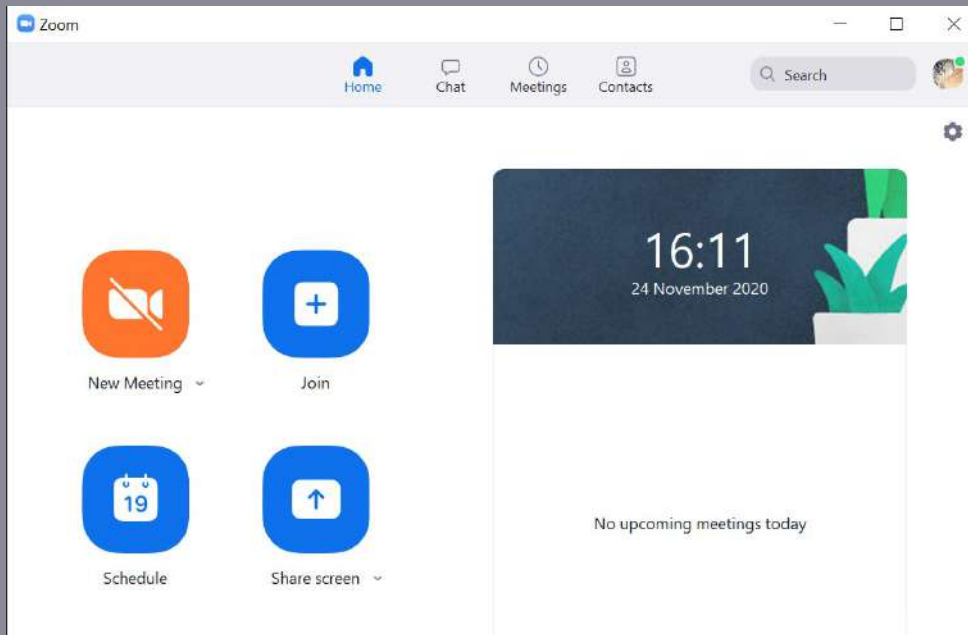 Zoom
Home
Chat
Meetings
Contacts
Search
16:11
24 November 2020
New Meeting
Join
19
Schedule
Share screen
No upcoming meetings today